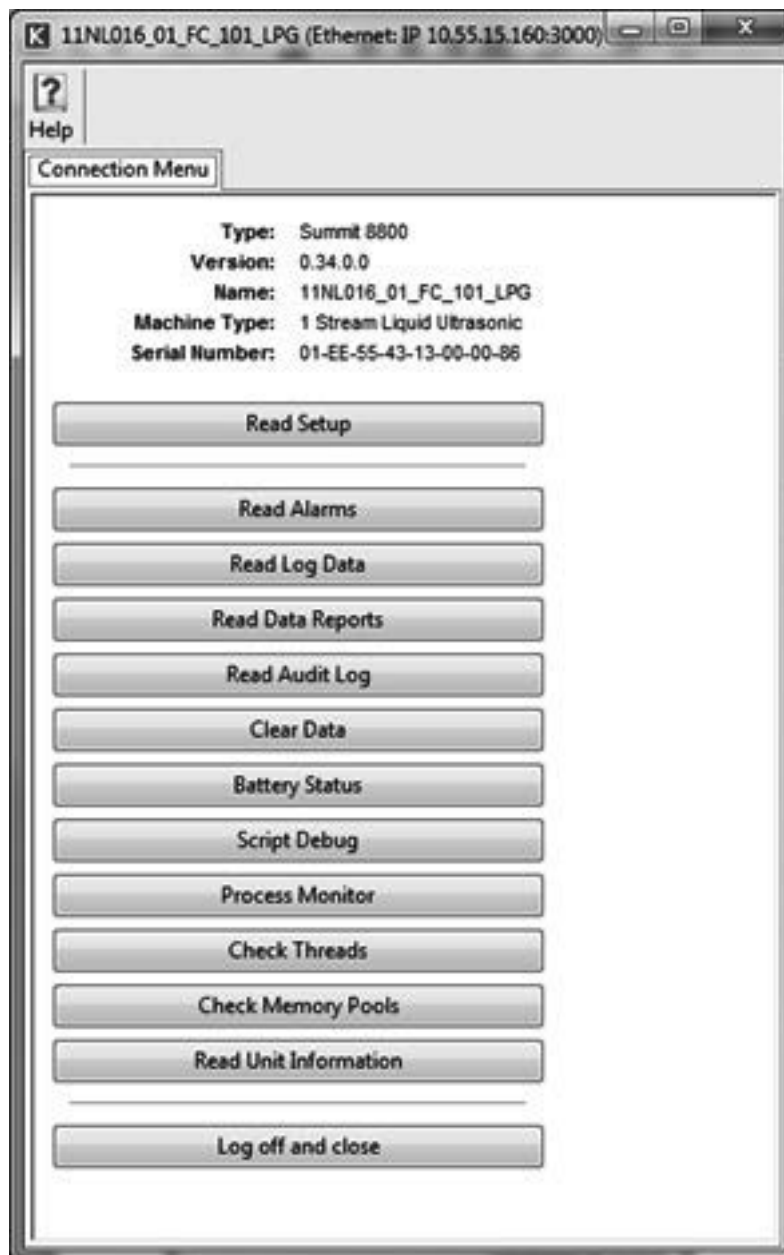 K 11NL016_01_FC_101_LPG (Ethernet: IP 10.55.15.160:3000)
?
Help
Connection Menu
Type: Summit 8800
Version: 0.34.0.0
Name: 11NL016_01_FC_101_LPG
Machine Type: 1 Stream Liquid Ultrasonic
Serial Number: 01-EE-55-43-13-00-00-86
Read Setup
Read Alarms
Read Log Data
Read Data Reports
Read Audit Log
Clear Data
Battery Status
Script Debug
Process Monitor
Check Threads
Check Memory Pools
Read Unit Information
Log off and close